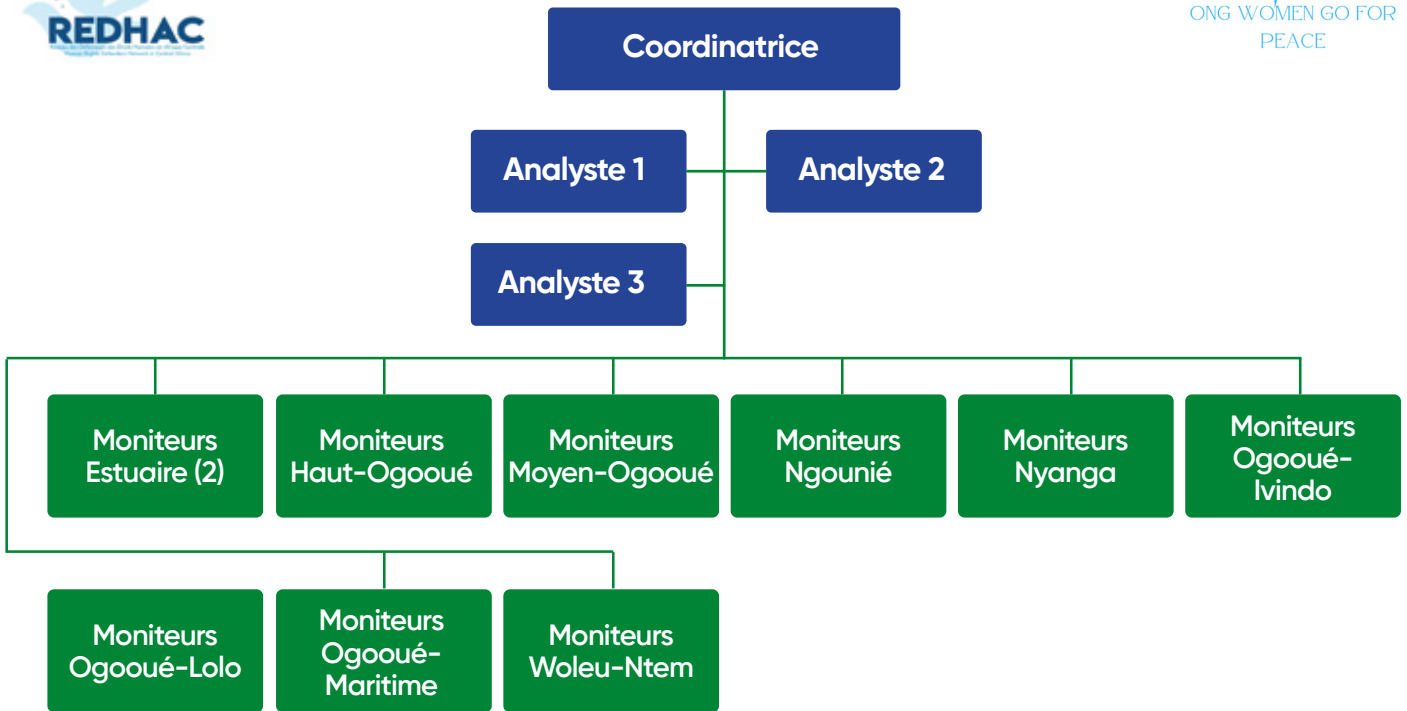 REDHAC
ONG WOMEN GO FOR
PEACE
Coordinatrice
Analyste 1
Analyste 2
Analyste 3
Moniteurs
Estuaire (2)
Moniteurs
Haut-Ogooué
Moniteurs
Moyen-Ogooué
Moniteurs
Ngounié
Moniteurs
Nyanga
Moniteurs
Ogooué-
Ivindo
Moniteurs
Ogooué-Lolo
Moniteurs
Ogooué-
Maritime
Moniteurs
Woleu-Ntem